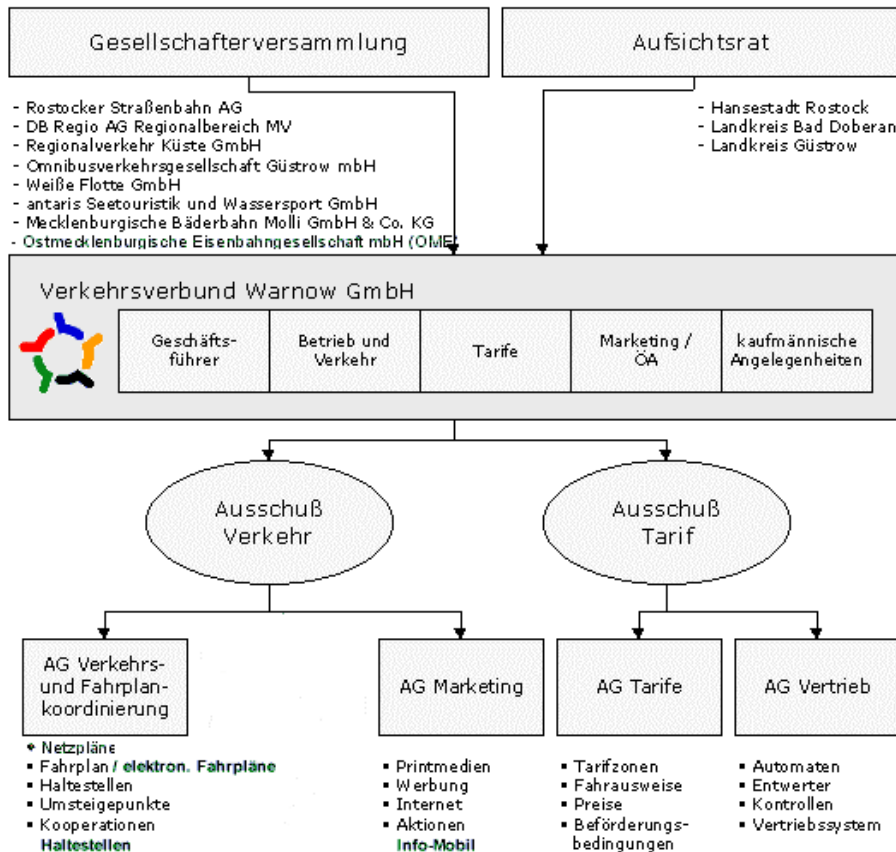 Gesellschafterversammlung
Aufsichtsrat
- Rostocker Straßenbahn AG
- DB Regio AG Regionalbereich MV
- Regionalverkehr Küste GmbH
- Omnibusverkehrsgesellschaft Güstrow mbH
- Weiße Flotte GmbH
- antaris Seetouristik und Wassersport GmbH
- Mecklenburgische Bäderbahn Molli GmbH & Co. KG
- Ostmecklenburgische Eisenbahngesellschaft mbH (OME)
- Hansestadt Rostock
- Landkreis Bad Doberan
- Landkreis Güstrow
Verkehrsverbund Warnow GmbH
Geschäfts-
führer
Betrieb und
Verkehr
Tarife
Marketing /
ÖA
kaufmännische
Angelegenheiten
Ausschuß
Verkehr
Ausschuß
Tarif
AG Verkehrs-
und Fahrplan-
koordinierung
▪ Netzpläne
▪ Fahrplan / elektron. Fahrpläne
▪ Haltestellen
▪ Umsteigepunkte
▪ Kooperationen
Haltestellen
AG Marketing
▪ Printmedien
▪ Werbung
▪ Internet
▪ Aktionen
Info-Mobil
AG Tarife
▪ Tarifzonen
▪ Fahrausweise
▪ Preise
▪ Beförderungs-
bedingungen
AG Vertrieb
▪ Automaten
▪ Entwerter
▪ Kontrollen
▪ Vertriebssystem